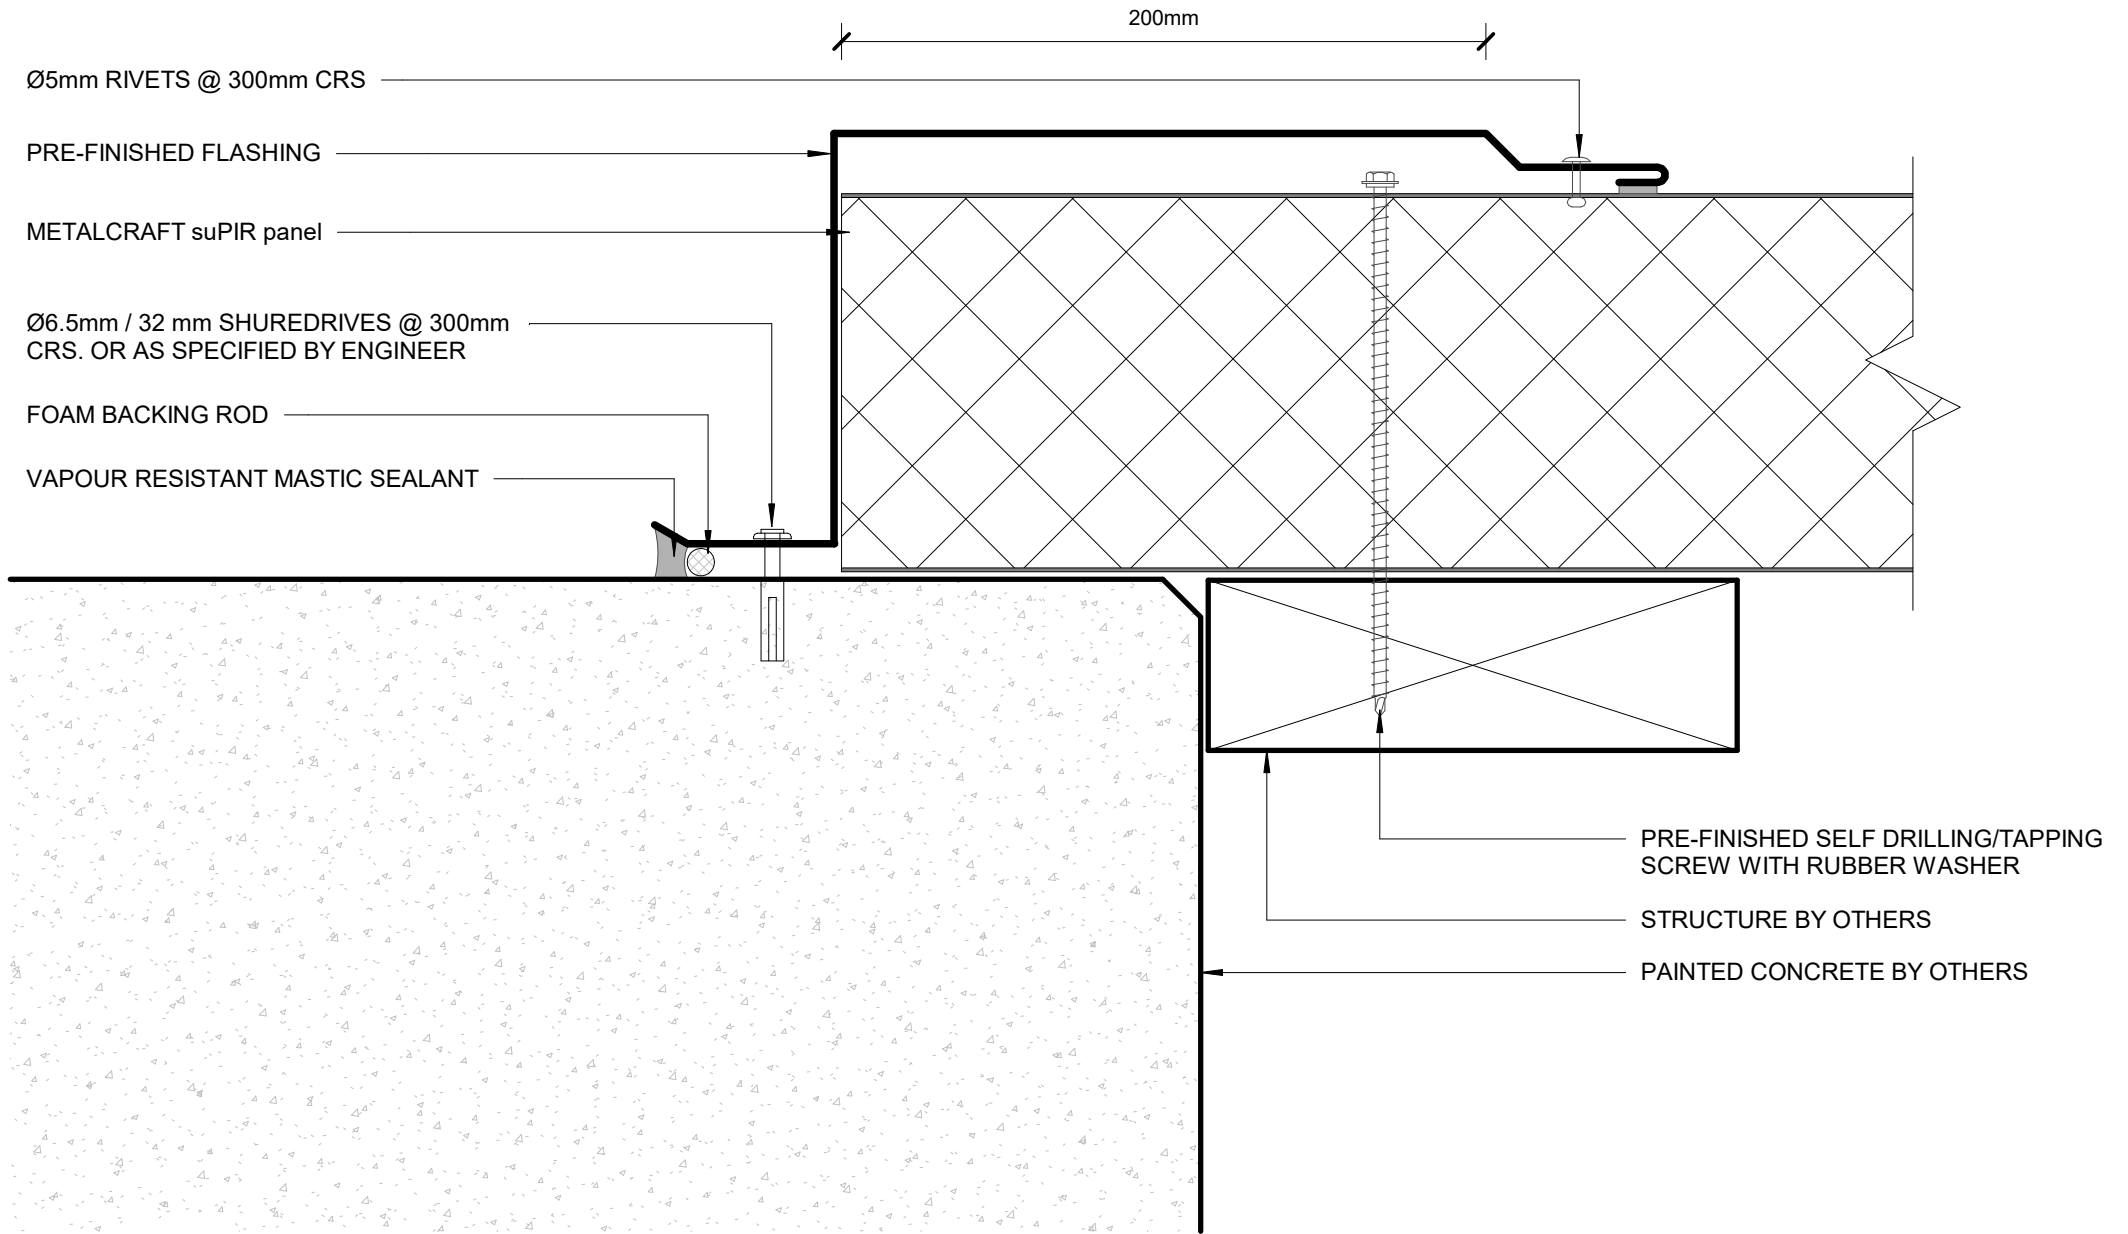 200mm
Ø5mm RIVETS @ 300mm CRS
PRE-FINISHED FLASHING
METALCRAFT suPIR panel
Ø6.5mm / 32 mm SHUREDRIVES @ 300mm
CRS. OR AS SPECIFIED BY ENGINEER
FOAM BACKING ROD
VAPOUR RESISTANT MASTIC SEALANT
PRE-FINISHED SELF DRILLING/TAPPING
SCREW WITH RUBBER WASHER
STRUCTURE BY OTHERS
PAINTED CONCRETE BY OTHERS